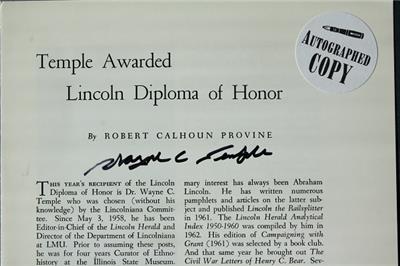 AUTOGRAPHED
COPY
Temple Awarded
Lincoln Diploma of Honor
By ROBERT CALHOUN PROVINE
Wayne C Temple
THIS YEAR'S RECIPIENT of the Lincoln
Diploma of Honor is Dr. Wayne C.
Temple who was chosen (without his
knowledge) by the Lincolniana Commit-
tee. Since May 3, 1958, he has been
Editor-in-Chief of the Lincoln Herald and
Director of the Department of Lincolniana
at LMU. Prior to assuming these posts,
he was for four years Curator of Ethno-
history at the Illinois State Museum.
mary interest has always been Abraham
Lincoln. He has written numerous
pamphlets and articles on the latter sub-
ject and published Lincoln the Railsplitter
in 1961. The Lincoln Herald Analytical
Index 1950-1960 was compiled by him in
1962. His edition of Campaigning with
Grant (1961) was selected by a book club.
And that same year he brought out The
Civil War Letters of Henry C. Bear. Sev-